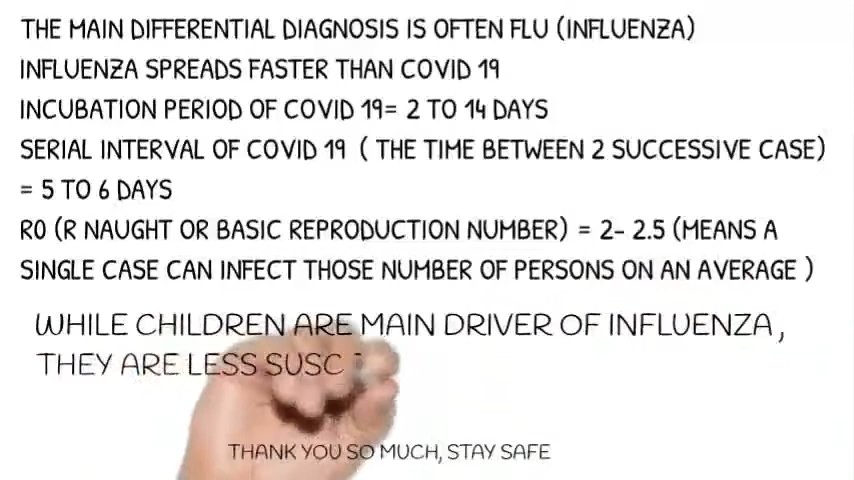 THE MAIN DIFFERENTIAL DIAGNOSIS IS OFTEN FLU (INFLUENZA)
INFLUENZA SPREADS FASTER THAN COVID 19
INCUBATION PERIOD OF COVID 19= 2 TO 14 DAYS
SERIAL INTERVAL OF COVID 19 ( THE TIME BETWEEN 2 SUCCESSIVE CASE)
= 5 TO 6 DAYS
R0 (R NAUGHT OR BASIC REPRODUCTION NUMBER) = 2- 2.5 (MEANS A
SINGLE CASE CAN INFECT THOSE NUMBER OF PERSONS ON AN AVERAGE )
WHILE CHILDREN ARE MAIN DRIVER OF INFLUENZA,
THEY ARE LESS SUSC
THANK YOU SO MUCH, STAY SAFE